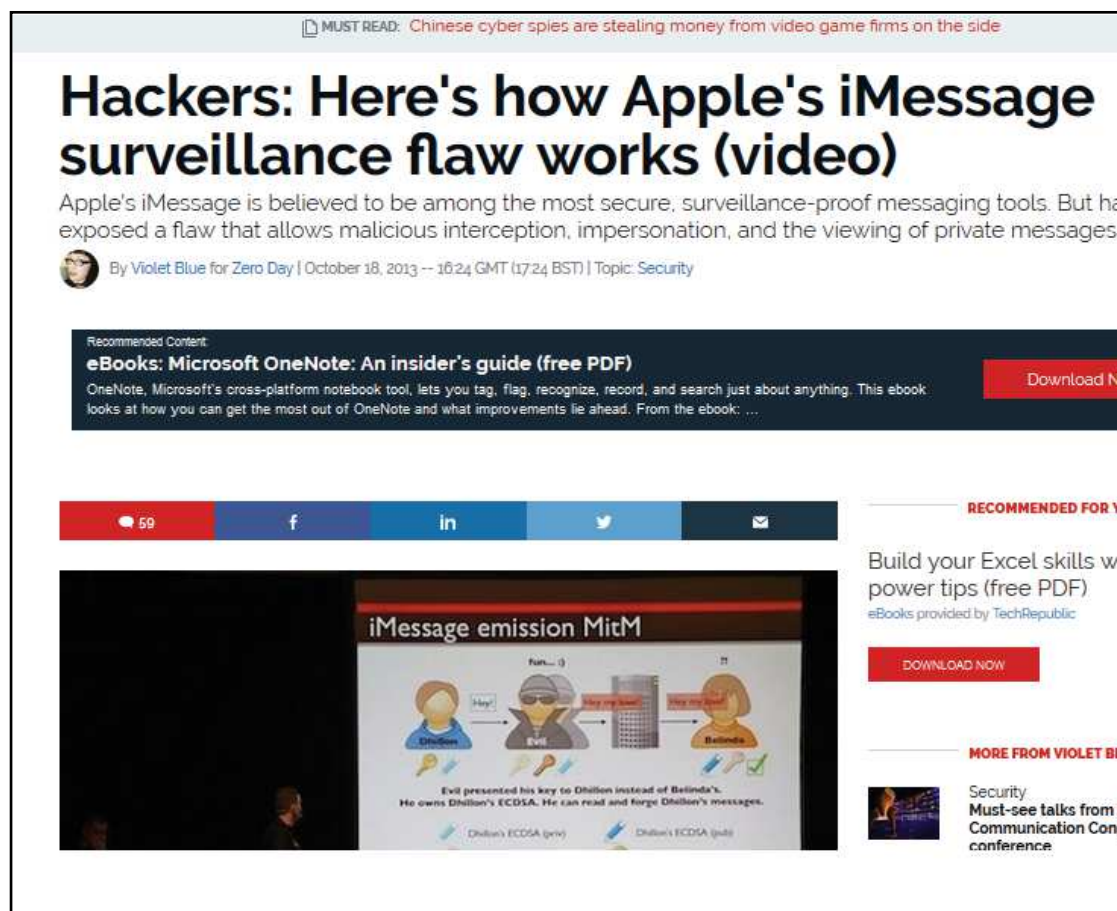 MUST READ: Chinese cyber spies are stealing money from video game firms on the side
Hackers: Here's how Apple's iMessage
surveillance flaw works (video)
Apple's iMessage is believed to be among the most secure, surveillance-proof messaging tools. But ha
exposed a flaw that allows malicious interception, impersonation, and the viewing of private messages
By Violet Blue for Zero Day | October 18, 2013 -- 16:24 GMT (17:24 BST) | Topic: Security
Recommended Content:
eBooks: Microsoft OneNote: An insider's guide (free PDF)
OneNote, Microsoft's cross-platform notebook tool, lets you tag, flag, recognize, record, and search just about anything. This ebook
looks at how you can get the most out of OneNote and what improvements lie ahead. From the ebook: ...
Download N
59
f
in
iMessage emission MitM
fun... :)
!!
Hey!
Hey my love!
Hey my love!
Dhillon
Evil
Belinda
Evil presented his key to Dhillon instead of Belinda's.
He owns Dhillon's ECDSA. He can read and forge Dhillon's messages.
Dhillon's ECDSA (priv)
Dhillon's ECDSA (pub)
RECOMMENDED FOR Y
Build your Excel skills w
power tips (free PDF)
eBooks provided by TechRepublic
DOWNLOAD NOW
MORE FROM VIOLET B
Security
Must-see talks from
Communication Con
conference